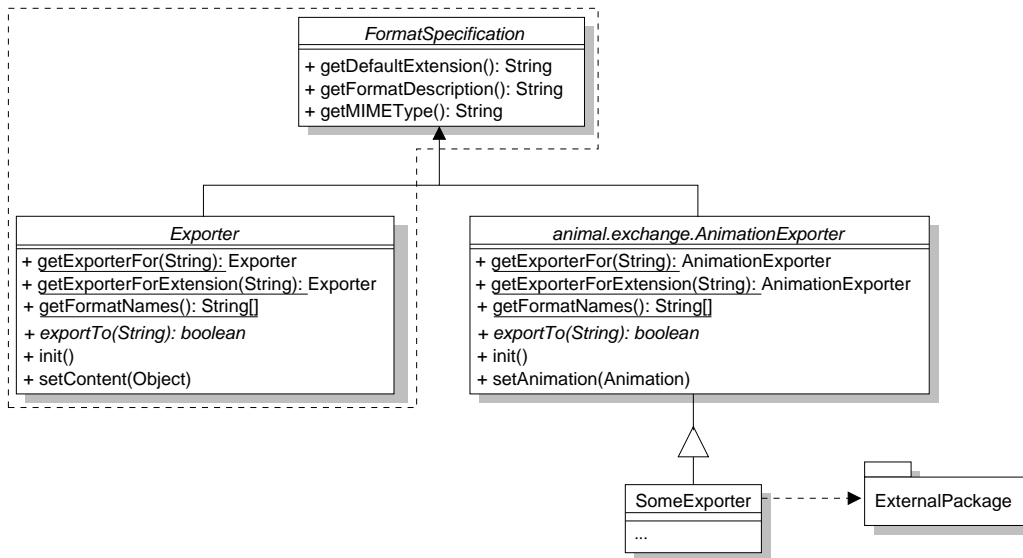 FormatSpecification
+ getDefaultExtension(): String
+ getFormatDescription(): String
+ getMIMEType(): String
Exporter
+ getExporterFor(String): Exporter
+ getExporterForExtension(String): Exporter
+ getFormatNames(): String[]
+ exportTo(String): boolean
+ init()
+ setContent(Object)
animal.exchange.AnimationExporter
+ getExporterFor(String): AnimationExporter
+ getExporterForExtension(String): AnimationExporter
+ getFormatNames(): String[]
+ exportTo(String): boolean
+ init()
+ setAnimation(Animation)
SomeExporter
...
ExternalPackage